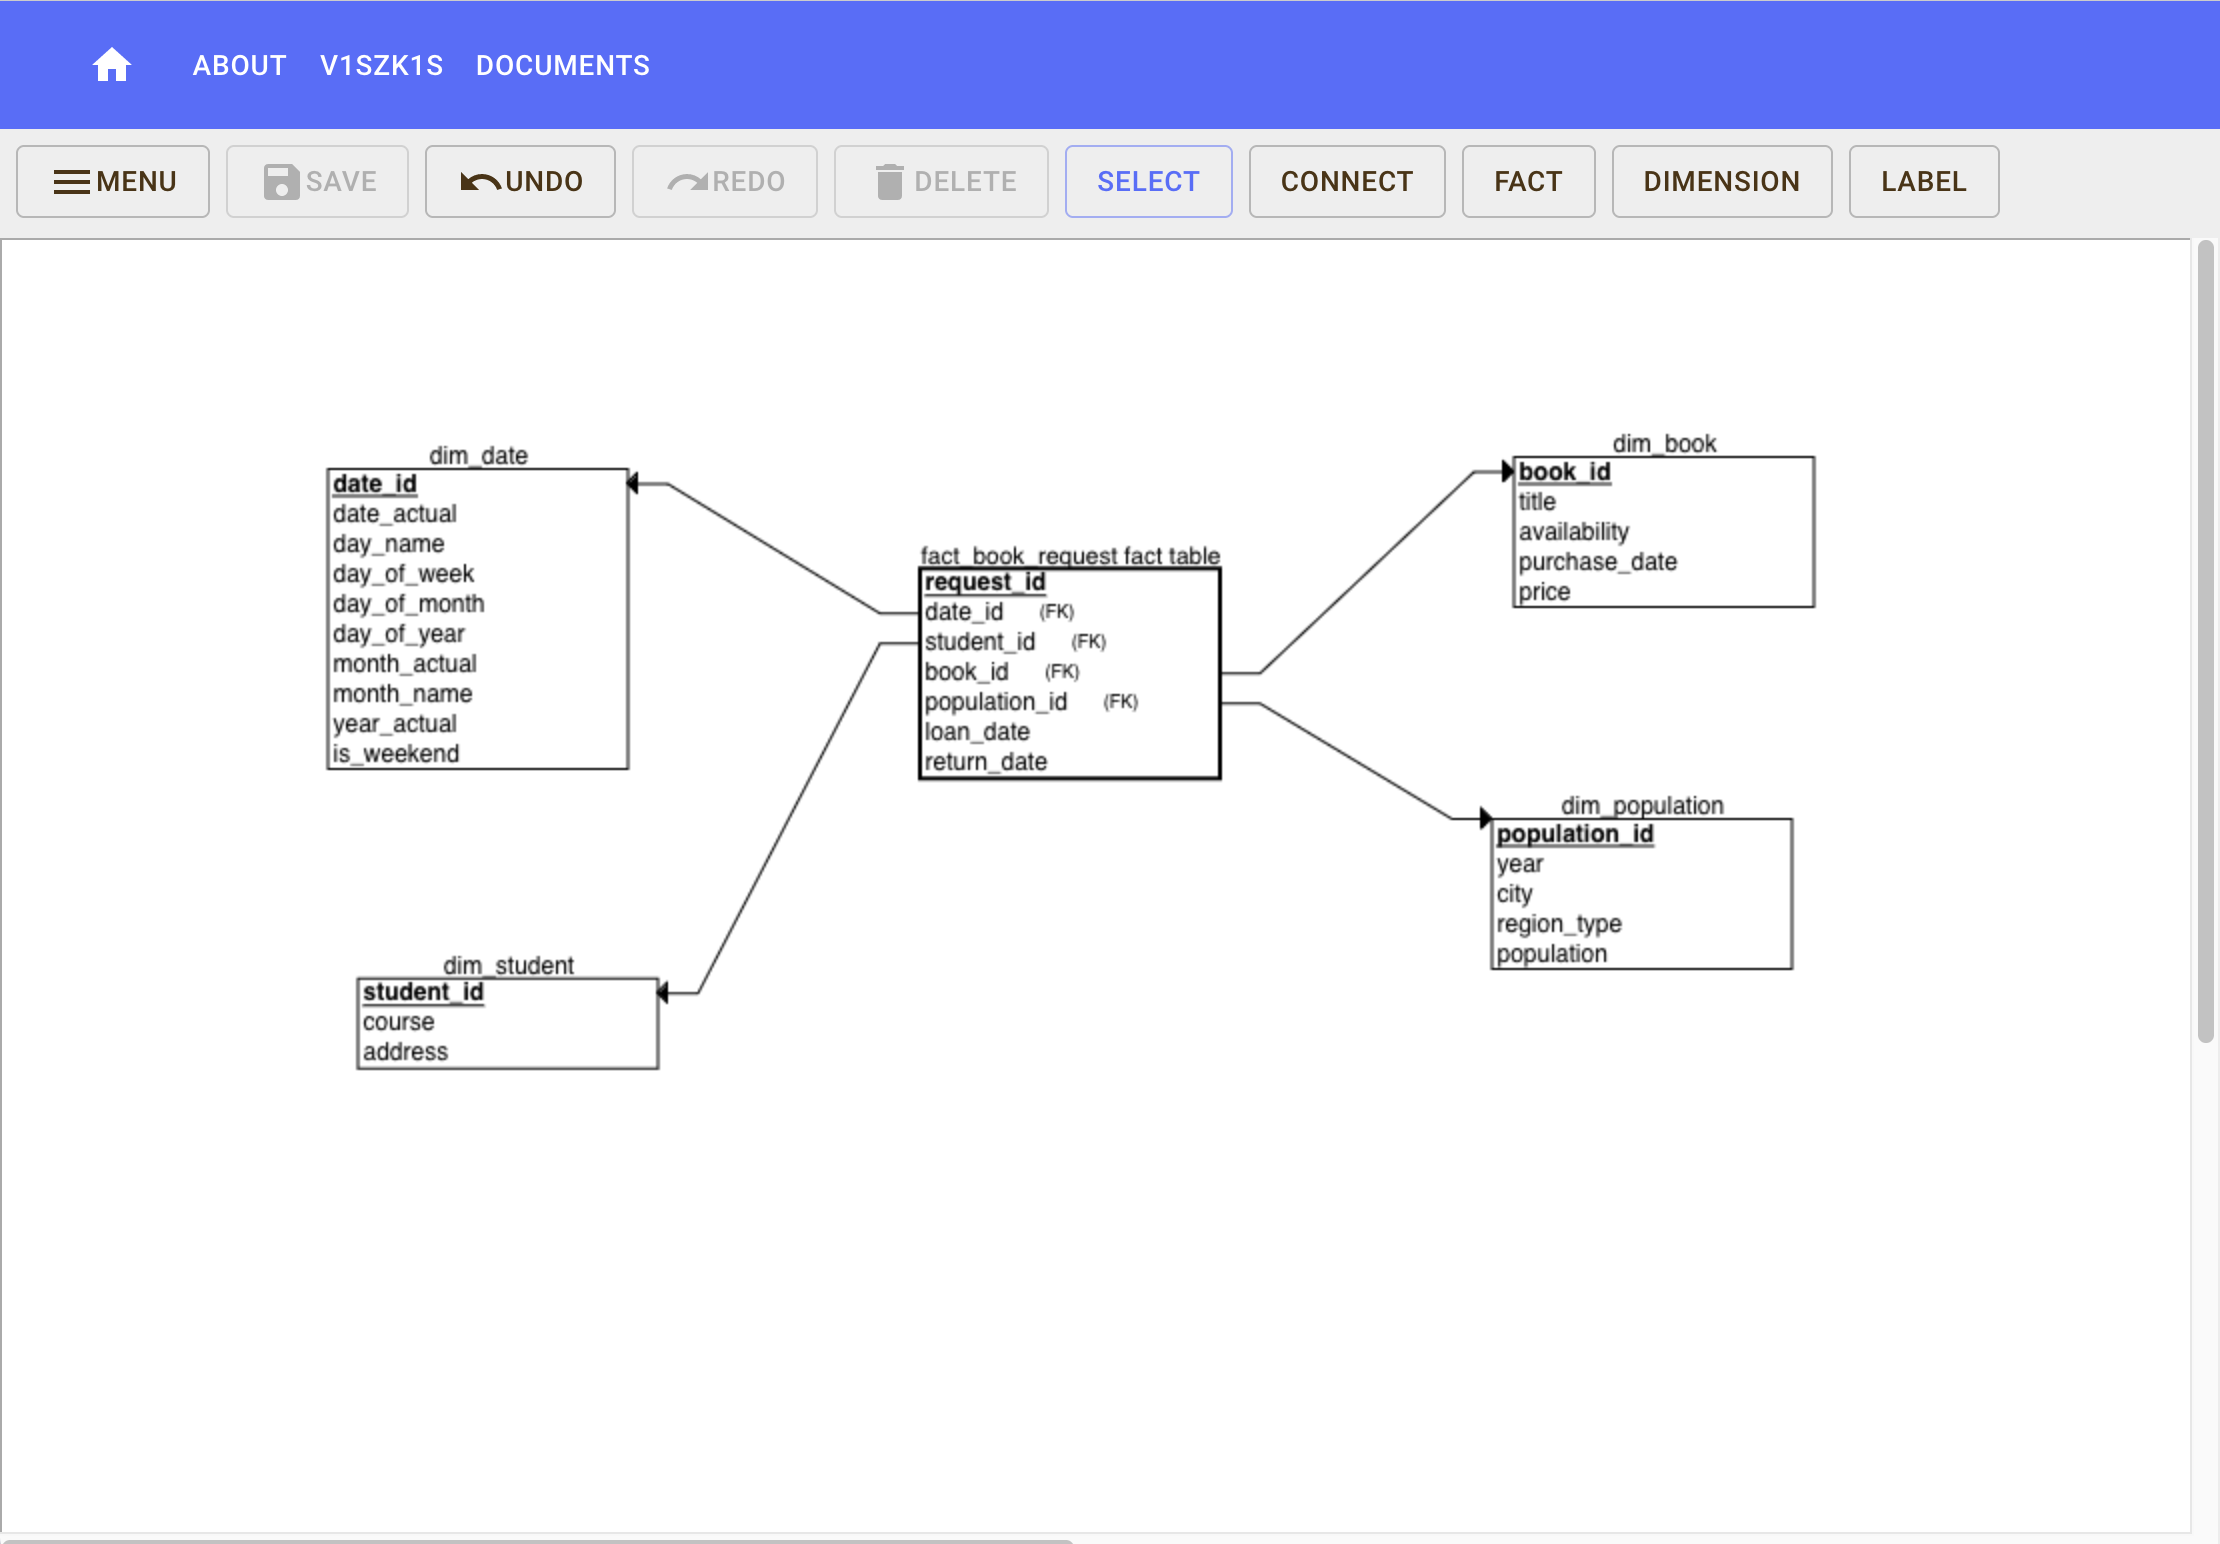 ABOUT V1SZK1S DOCUMENTS
MENU SAVE UNDO REDO DELETE SELECT CONNECT FACT DIMENSION LABEL
dim_date
date_id
date_actual
day_name
day_of_week
day_of_month
day_of_year
month_actual
month_name
year_actual
is_weekend
fact_book_request fact table
request_id
date_id (FK)
student_id (FK)
book_id (FK)
population_id (FK)
loan_date
return_date
dim_book
book_id
title
availability
purchase_date
price
dim_population
population_id
year
city
region_type
population
dim_student
student_id
course
address